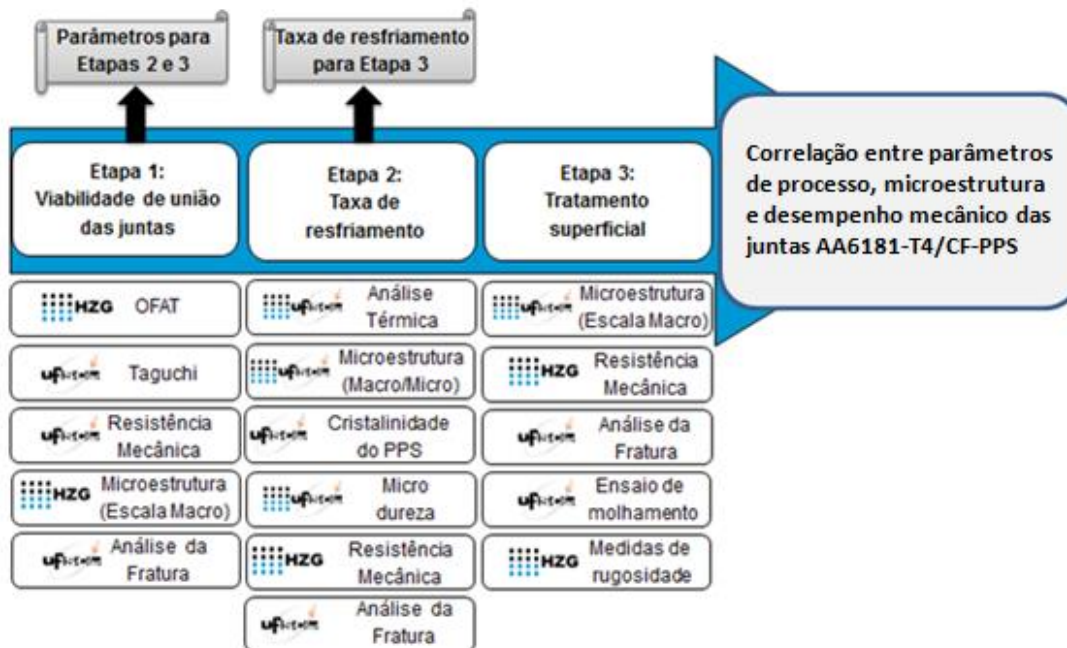 Parâmetros para
Etapas 2 e 3
Taxa de resfriamento
para Etapa 3
Etapa 1:
Viabilidade de união
das juntas
Etapa 2:
Taxa de
resfriamento
Etapa 3:
Tratamento
superficial
Correlação entre parâmetros
de processo, microestrutura
e desempenho mecânico das
juntas AA6181-T4/CF-PPS
HZG OFAT
Taguchi
Resistência
Mecânica
HZG Microestrutura
(Escala Macro)
Análise da
Fratura
Análise
Térmica
Microestrutura
(Macro/Micro)
Cristalinidade
do PPS
Micro
dureza
HZG Resistência
Mecânica
Análise da
Fratura
Microestrutura
(Escala Macro)
HZG Resistência
Mecânica
Análise da
Fratura
Ensaio de
molhamento
HZG Medidas de
rugosidade